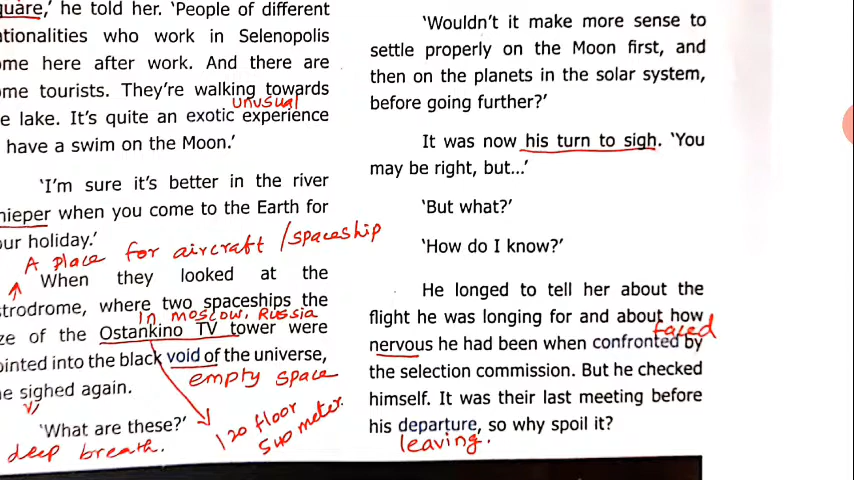 quare,' he told her. 'People of different
ationalities who work in Selenopolis
ome here after work. And there are
ome tourists. They're walking towards
unusual
e lake. It's quite an exotic experience
have a swim on the Moon.'
'I'm sure it's better in the river
nieper when you come to the Earth for
our holiday.'
A place for aircraft /spaceship
When they looked at the
strodrome, where two spaceships the
In moscow, Russia
ze of the Ostankino TV tower were
ointed into the black void of the universe,
empty space
e sighed again.
'What are these?'
120 floor
deep breath.
meter
'Wouldn't it make more sense to
settle properly on the Moon first, and
then on the planets in the solar system,
before going further?'
It was now his turn to sigh. 'You
may be right, but...'
'But what?'
'How do I know?'
He longed to tell her about the
flight he was longing for and about how
faced
nervous he had been when confronted by
the selection commission. But he checked
himself. It was their last meeting before
his departure, so why spoil it?
leaving.